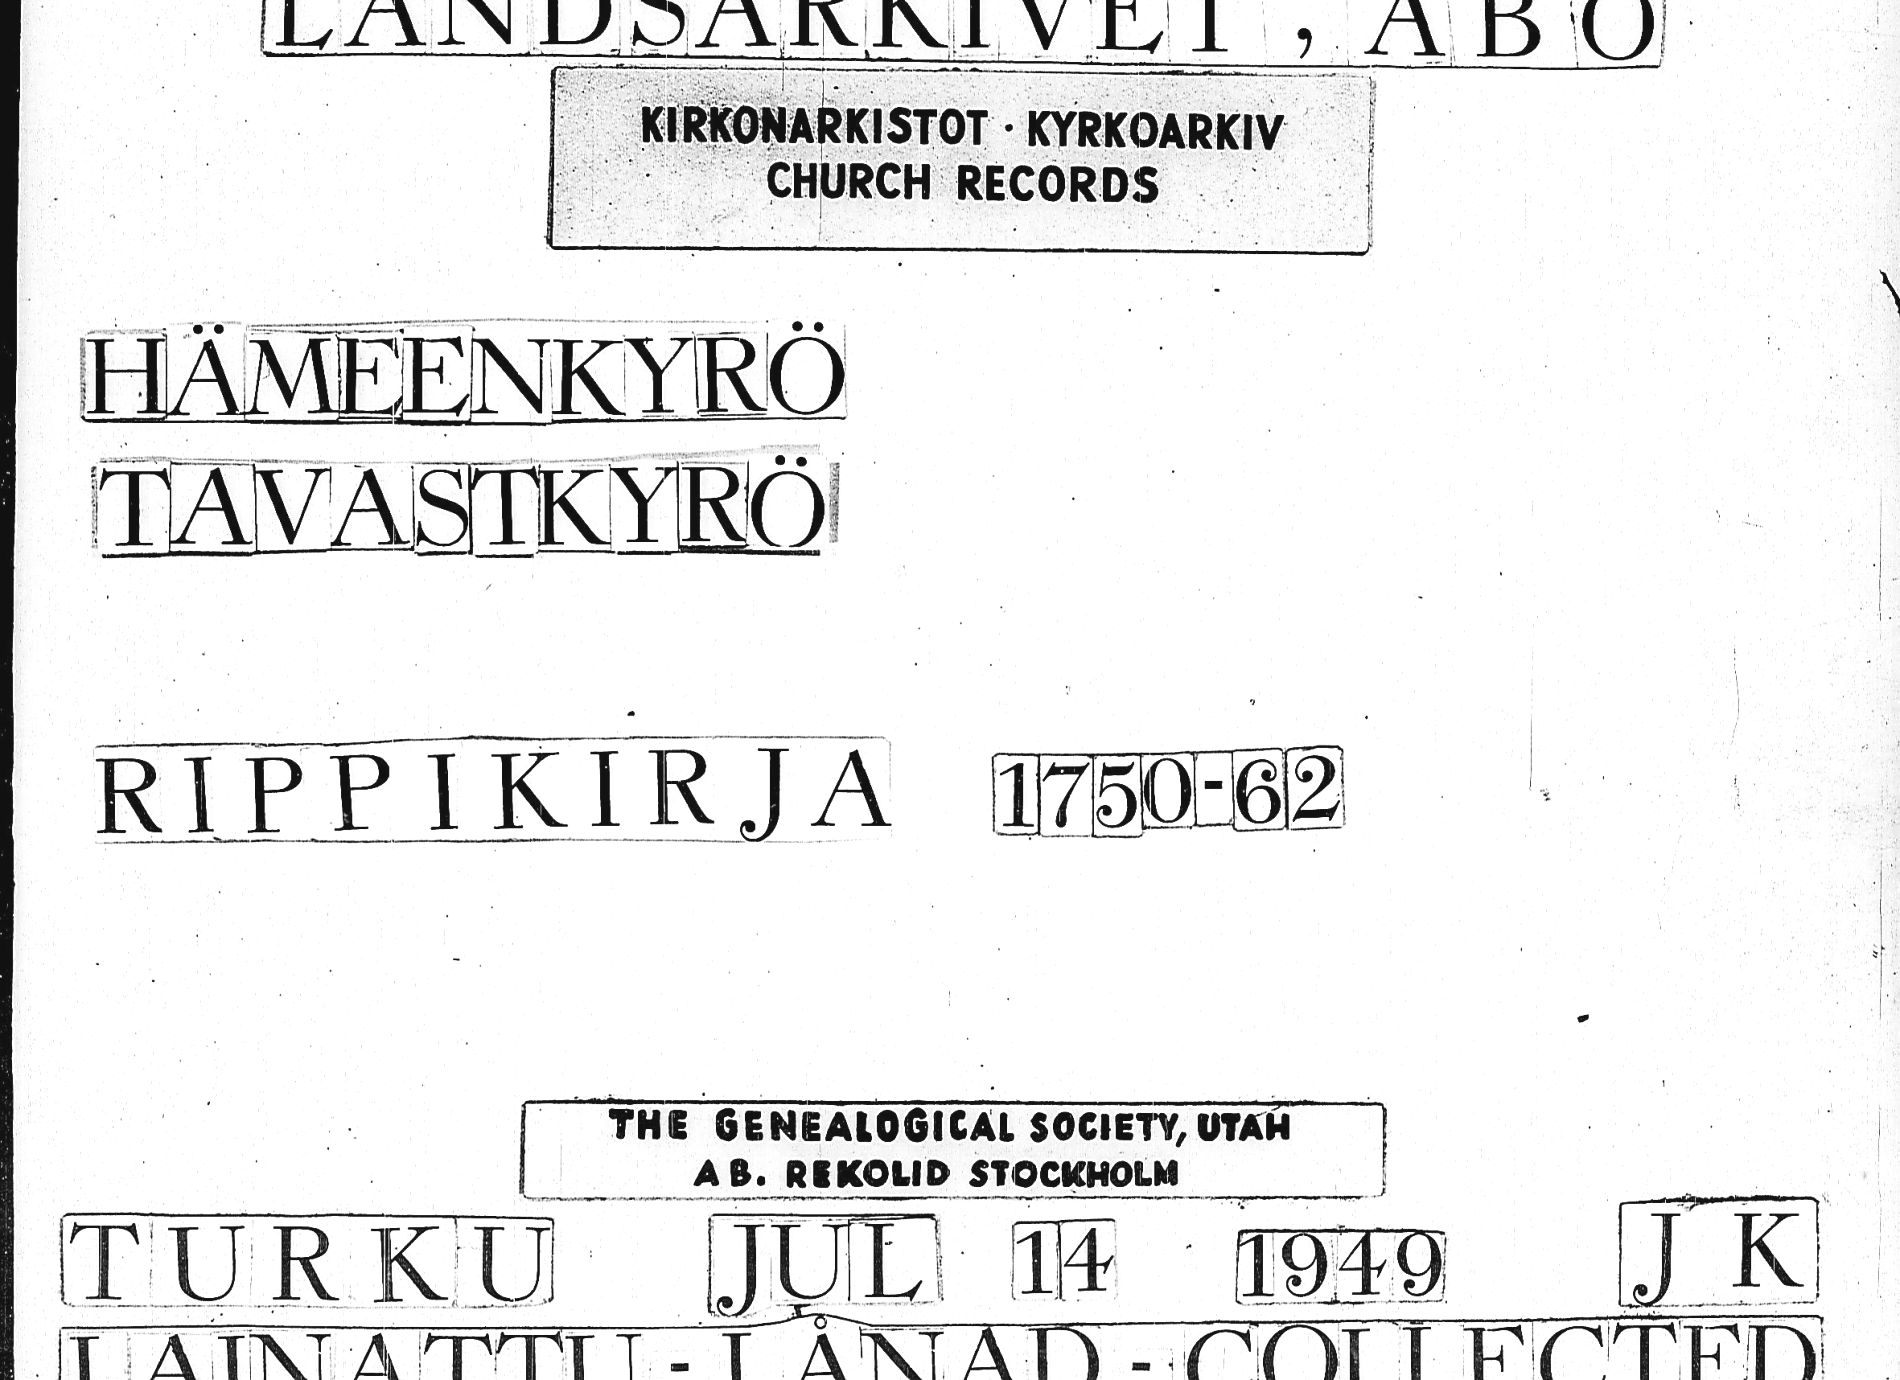 LANDSARKIVET, ÅBO
KIRKONARKISTOT · KYRKOARKIV
CHURCH RECORDS
HÄMEENKYRÖ
TAVASTKYRÖ
RIPPIKIRJA 1750-62
THE GENEALOGICAL SOCIETY, UTAH
AB. REKOLID STOCKHOLM
TURKU JUL 14 1949 JK
LAINATTU - LÅNAD - COLLECTED